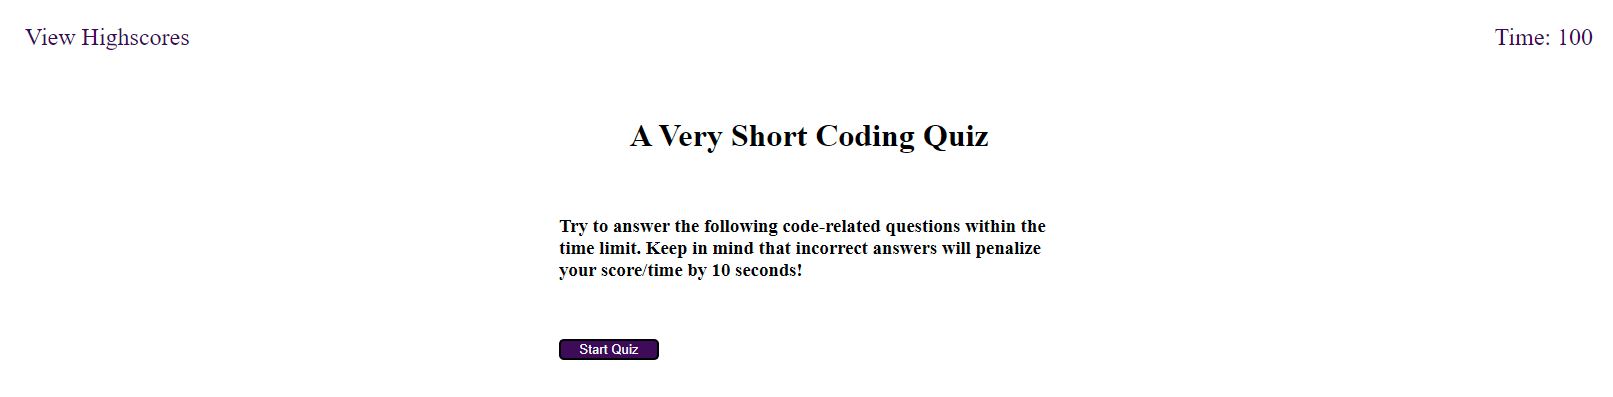 View Highscores
Time: 100
A Very Short Coding Quiz
Try to answer the following code-related questions within the
time limit. Keep in mind that incorrect answers will penalize
your score/time by 10 seconds!
Start Quiz